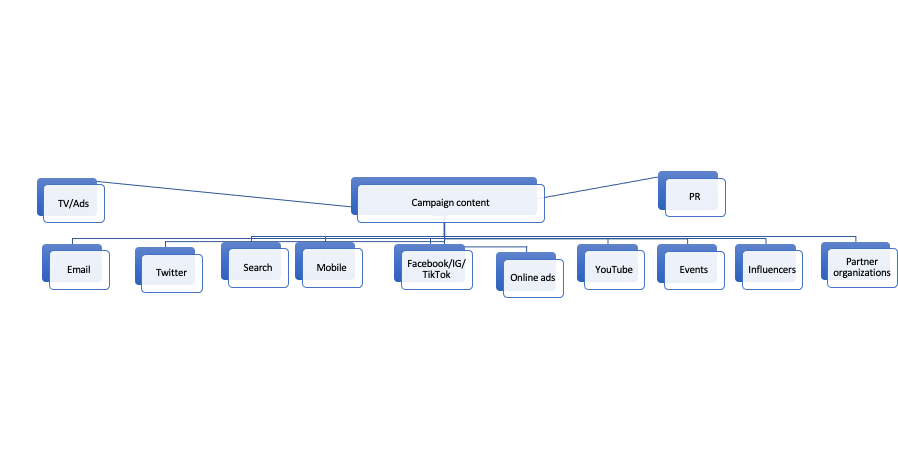 TV/Ads
Campaign content
PR
Email
Twitter
Search
Mobile
Facebook/IG/
TikTok
Online ads
YouTube
Events
Influencers
Partner
organizations